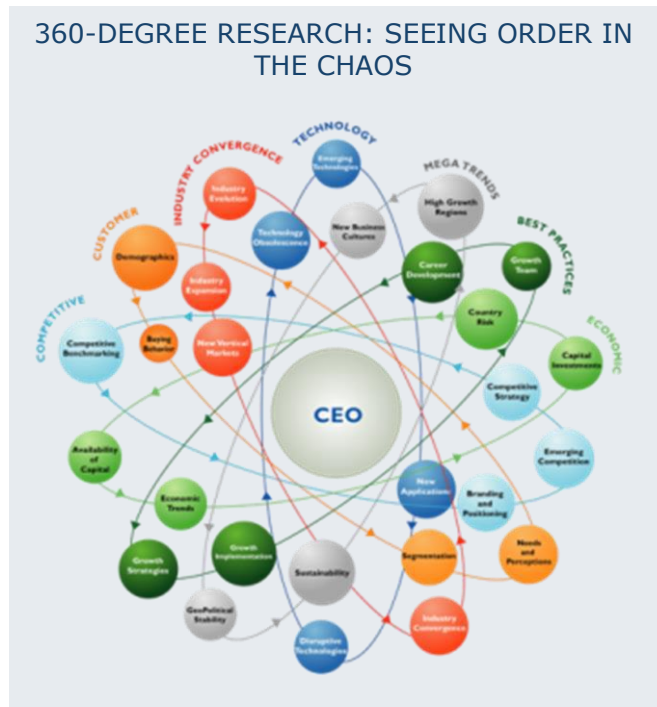 360-DEGREE RESEARCH: SEEING ORDER IN
THE CHAOS
TECHNOLOGY
INDUSTRY CONVERGENCE
MEGA TRENDS
CUSTOMER
BEST PRACTICES
COMPETITIVE
ECONOMIC
Emerging
Technologies
Industry
Evolution
High Growth
Regions
New Business
Cultures
Technology
Obsolescence
Demographics
Career
Development
Growth
Team
Industry
Expansion
Country
Risk
Buying
Behavior
New Vertical
Markets
Competitive
Benchmarking
Capital
Investments
Competitive
Strategy
CEO
Availability
of
Capital
Emerging
Competition
New
Applications
Branding
and
Positioning
Economic
Trends
Growth
Strategies
Growth
Implementation
Segmentation
Needs
and
Perceptions
Sustainability
GeoPolitical
Stability
Industry
Convergence
Disruptive
Technologies